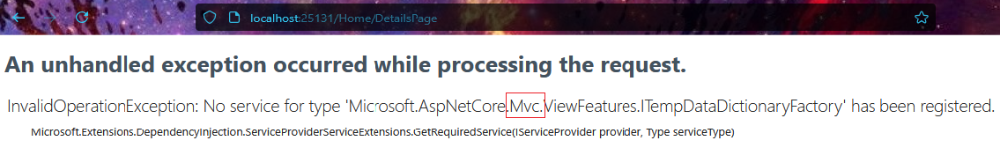 localhost:25131/Home/DetailsPage
An unhandled exception occurred while processing the request.
InvalidOperationException: No service for type 'Microsoft.AspNetCore.Mvc.ViewFeatures.ITempDataDictionaryFactory' has been registered.
Microsoft.Extensions.DependencyInjection.ServiceProviderServiceExtensions.GetRequiredService(IServiceProvider provider, Type serviceType)